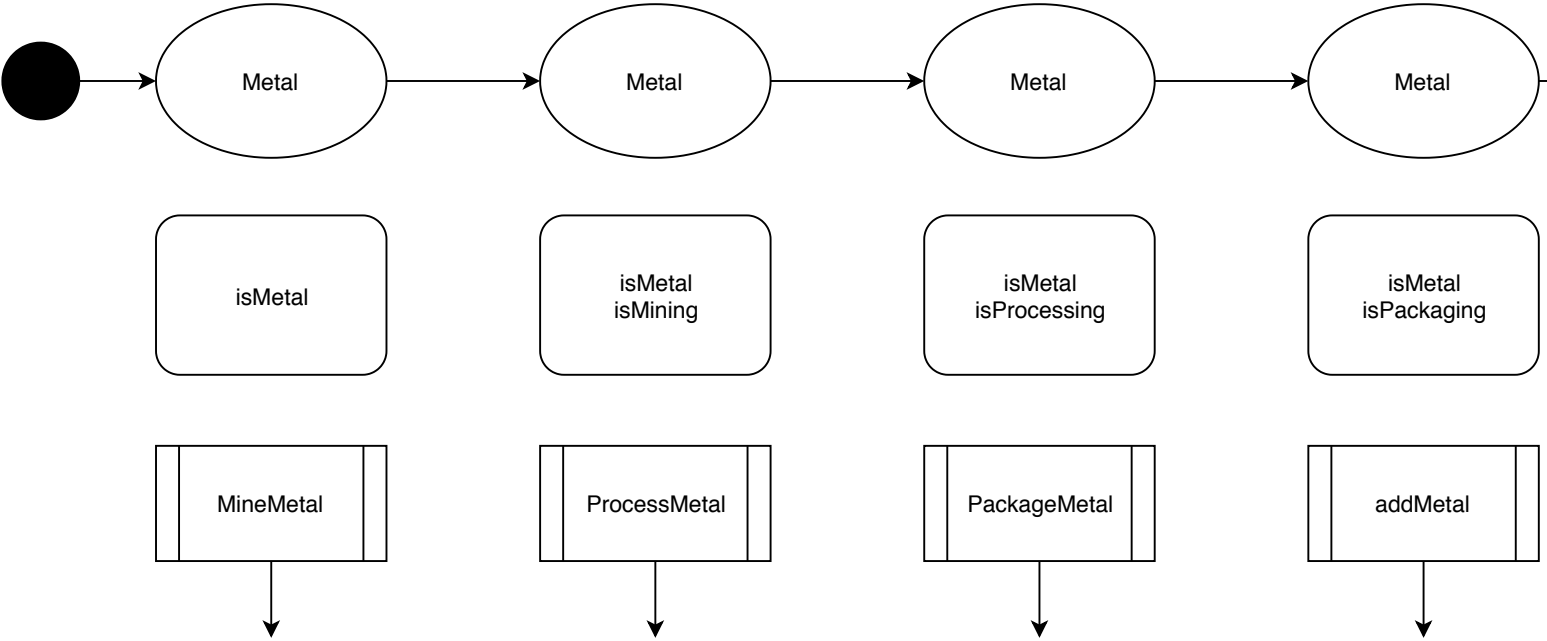 Metal
Metal
Metal
Metal
isMetal
isMetal
isMining
isMetal
isProcessing
isMetal
isPackaging
MineMetal
ProcessMetal
PackageMetal
addMetal